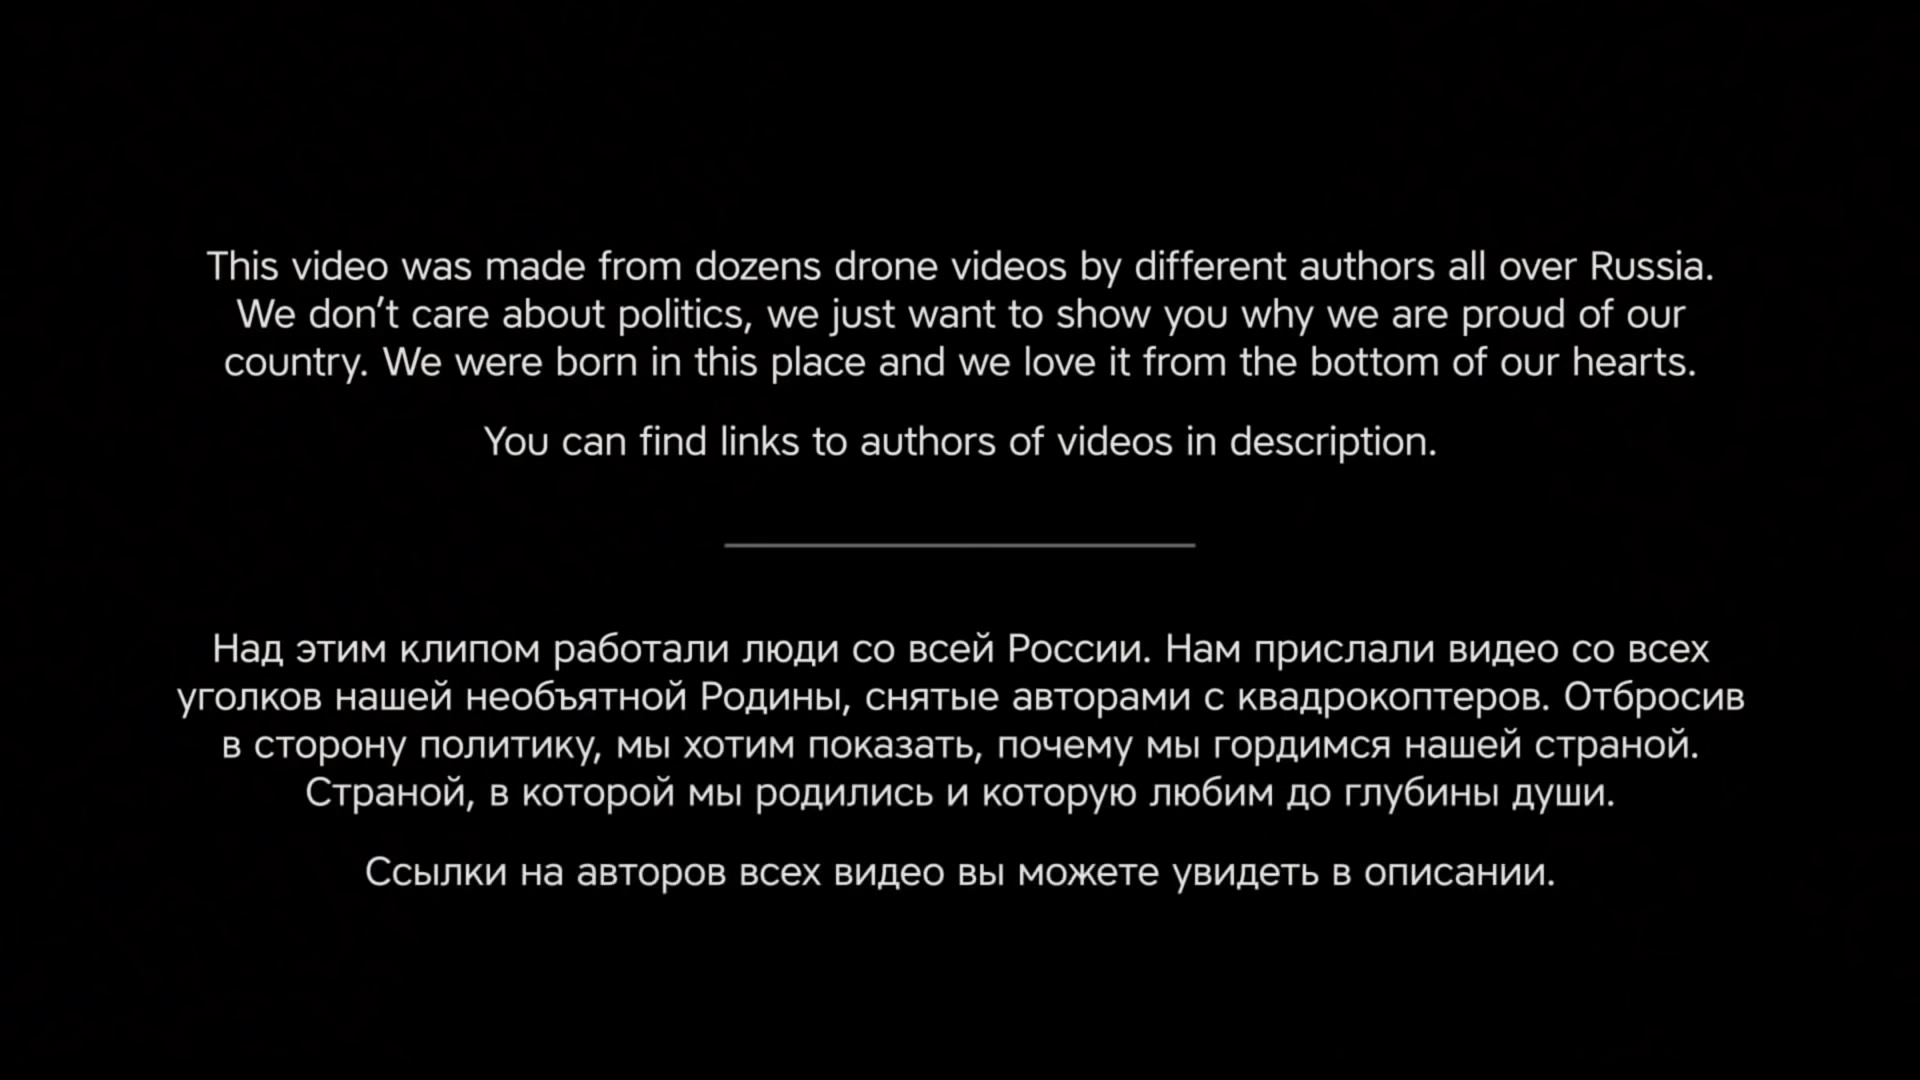 This video was made from dozens drone videos by different authors all over Russia.
We don’t care about politics, we just want to show you why we are proud of our
country. We were born in this place and we love it from the bottom of our hearts.
You can find links to authors of videos in description.
Над этим клипом работали люди со всей России. Нам прислали видео со всех
уголков нашей необъятной Родины, снятые авторами с квадрокоптеров. Отбросив
в сторону политику, мы хотим показать, почему мы гордимся нашей страной.
Страной, в которой мы родились и которую любим до глубины души.
Ссылки на авторов всех видео вы можете увидеть в описании.